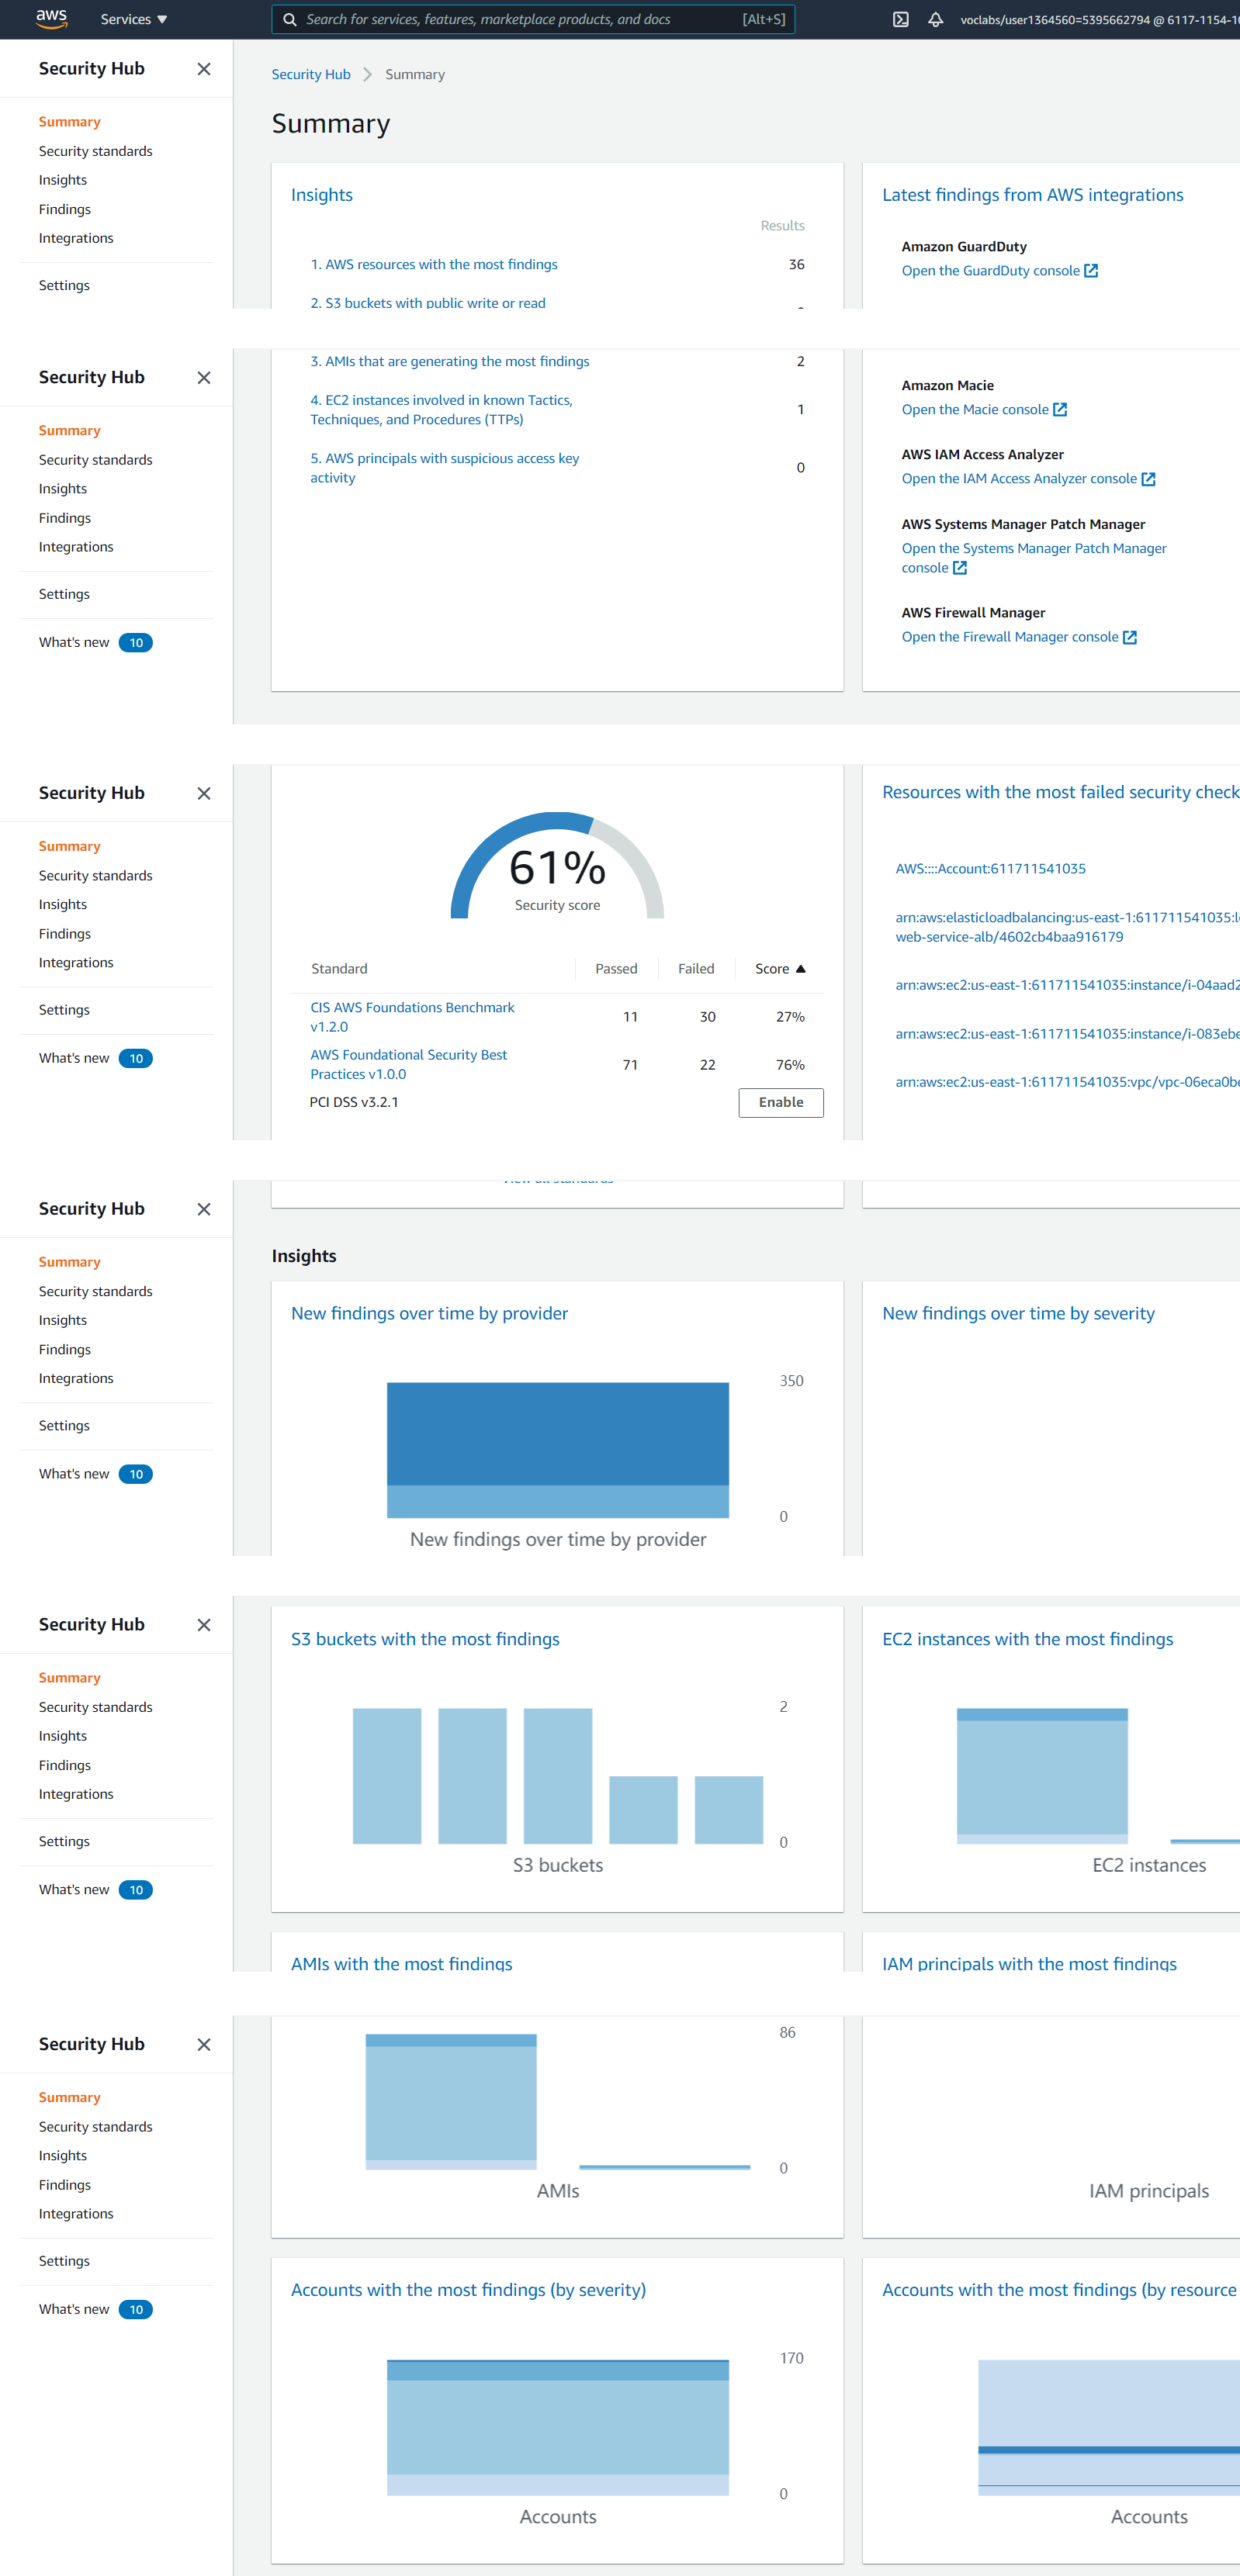 aws
Services ▼
Search for services, features, marketplace products, and docs
[Alt+S]
voclabs/user1364560=5395662794 @ 6117-1154-1
Security Hub
Summary
Security standards
Insights
Findings
Integrations
Settings
Security Hub > Summary
Summary
Insights
Results
1. AWS resources with the most findings 36
2. S3 buckets with public write or read
Latest findings from AWS integrations
Amazon GuardDuty
Open the GuardDuty console
Security Hub
Summary
Security standards
Insights
Findings
Integrations
Settings
What's new 10
3. AMIs that are generating the most findings 2
4. EC2 instances involved in known Tactics,
Techniques, and Procedures (TTPs) 1
5. AWS principals with suspicious access key
activity 0
Amazon Macie
Open the Macie console
AWS IAM Access Analyzer
Open the IAM Access Analyzer console
AWS Systems Manager Patch Manager
Open the Systems Manager Patch Manager
console
AWS Firewall Manager
Open the Firewall Manager console
Security Hub
Summary
Security standards
Insights
Findings
Integrations
Settings
What's new 10
61%
Security score
Standard Passed Failed Score ▲
CIS AWS Foundations Benchmark
v1.2.0 11 30 27%
AWS Foundational Security Best
Practices v1.0.0 71 22 76%
PCI DSS v3.2.1 Enable
Resources with the most failed security check
AWS::::Account:611711541035
arn:aws:elasticloadbalancing:us-east-1:611711541035:l
web-service-alb/4602cb4baa916179
arn:aws:ec2:us-east-1:611711541035:instance/i-04aad2
arn:aws:ec2:us-east-1:611711541035:instance/i-083ebe
arn:aws:ec2:us-east-1:611711541035:vpc/vpc-06eca0be
Security Hub
Summary
Security standards
Insights
Findings
Integrations
Settings
What's new 10
Insights
New findings over time by provider
350
0
New findings over time by provider
New findings over time by severity
Security Hub
Summary
Security standards
Insights
Findings
Integrations
Settings
What's new 10
S3 buckets with the most findings
2
0
S3 buckets
EC2 instances with the most findings
EC2 instances
AMIs with the most findings
IAM principals with the most findings
Security Hub
Summary
Security standards
Insights
Findings
Integrations
Settings
What's new 10
86
0
AMIs
IAM principals
Accounts with the most findings (by severity)
170
0
Accounts
Accounts with the most findings (by resource
Accounts